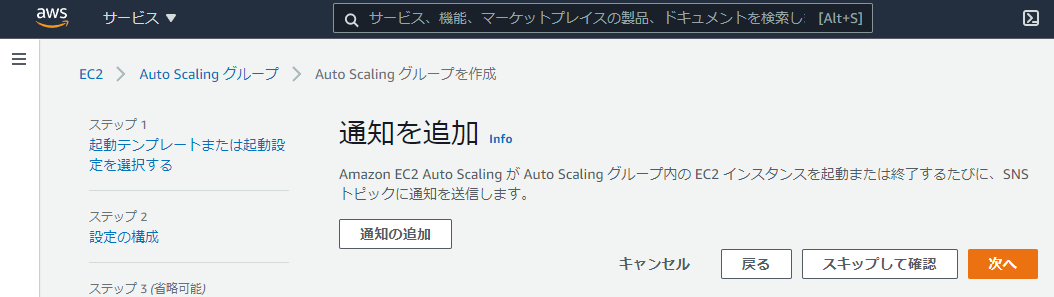 aws
サービス ▼
サービス、機能、マーケットプレイスの製品、ドキュメントを検索し [Alt+S]
EC2 > Auto Scaling グループ > Auto Scaling グループを作成
ステップ 1
起動テンプレートまたは起動設
定を選択する
ステップ 2
設定の構成
ステップ 3 (省略可能)
通知を追加 Info
Amazon EC2 Auto Scaling が Auto Scaling グループ内の EC2 インスタンスを起動または終了するたびに、SNS
トピックに通知を送信します。
通知の追加
キャンセル
戻る
スキップして確認
次へ